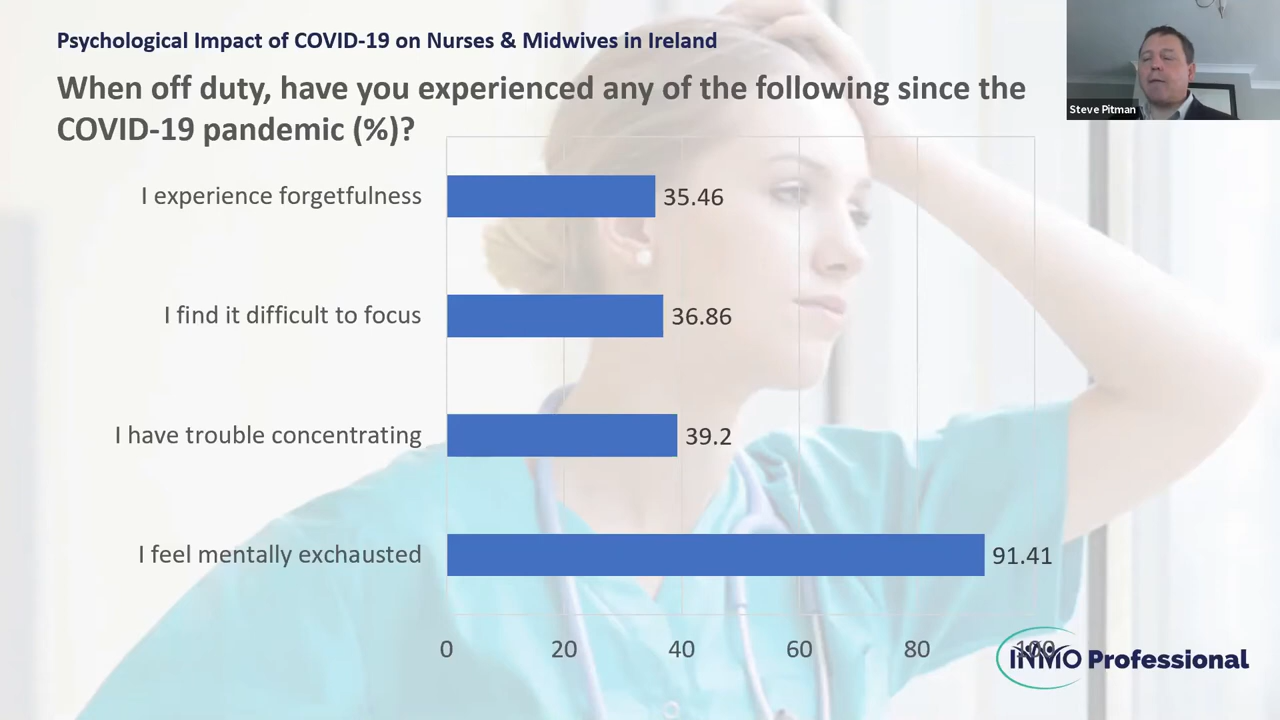 Psychological Impact of COVID-19 on Nurses & Midwives in Ireland
When off duty, have you experienced any of the following since the
COVID-19 pandemic (%)?
Steve Pitman
I experience forgetfulness 35.46
I find it difficult to focus 36.86
I have trouble concentrating 39.2
I feel mentally exchausted 91.41
0 20 40 60 80 100
INMO Professional